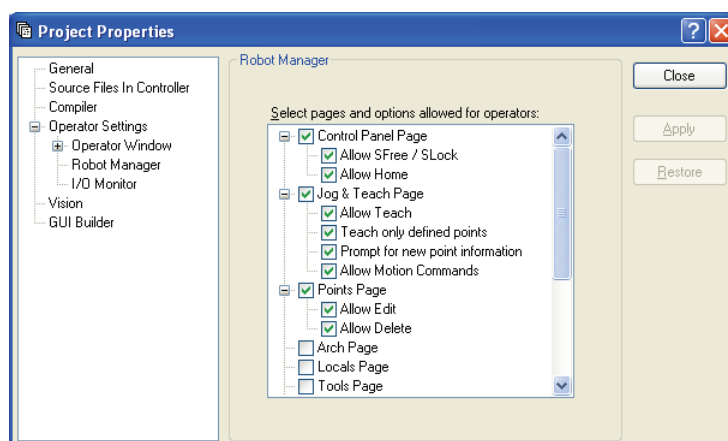 Project Properties
General
Source Files In Controller
Compiler
Operator Settings
Operator Window
Robot Manager
I/O Monitor
Vision
GUI Builder
Robot Manager
Select pages and options allowed for operators:
Control Panel Page
Allow SFree / SLock
Allow Home
Jog & Teach Page
Allow Teach
Teach only defined points
Prompt for new point information
Allow Motion Commands
Points Page
Allow Edit
Allow Delete
Arch Page
Locals Page
Tools Page
Close
Apply
Restore